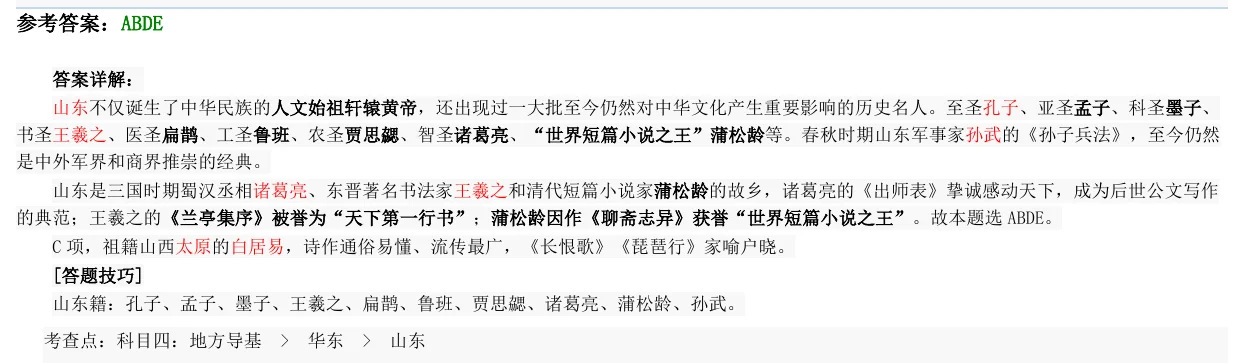 参考答案：ABDE
答案详解：
山东不仅诞生了中华民族的人文始祖轩辕黄帝，还出现过一大批至今仍然对中华文化产生重要影响的历史名人。至圣孔子、亚圣孟子、科圣墨子、
书圣王羲之、医圣扁鹊、工圣鲁班、农圣贾思勰、智圣诸葛亮、“世界短篇小说之王”蒲松龄等。春秋时期山东军事家孙武的《孙子兵法》，至今仍然
是中外军界和商界推崇的经典。
山东是三国时期蜀汉丞相诸葛亮、东晋著名书法家王羲之和清代短篇小说家蒲松龄的故乡，诸葛亮的《出师表》挚诚感动天下，成为后世公文写作
的典范；王羲之的《兰亭集序》被誉为“天下第一行书”；蒲松龄因作《聊斋志异》获誉“世界短篇小说之王”。故本题选 ABDE。
C 项，祖籍山西太原的白居易，诗作通俗易懂、流传最广，《长恨歌》《琵琶行》家喻户晓。
[答题技巧]
山东籍：孔子、孟子、墨子、王羲之、扁鹊、鲁班、贾思勰、诸葛亮、蒲松龄、孙武。
考查点：科目四：地方导基 > 华东 > 山东